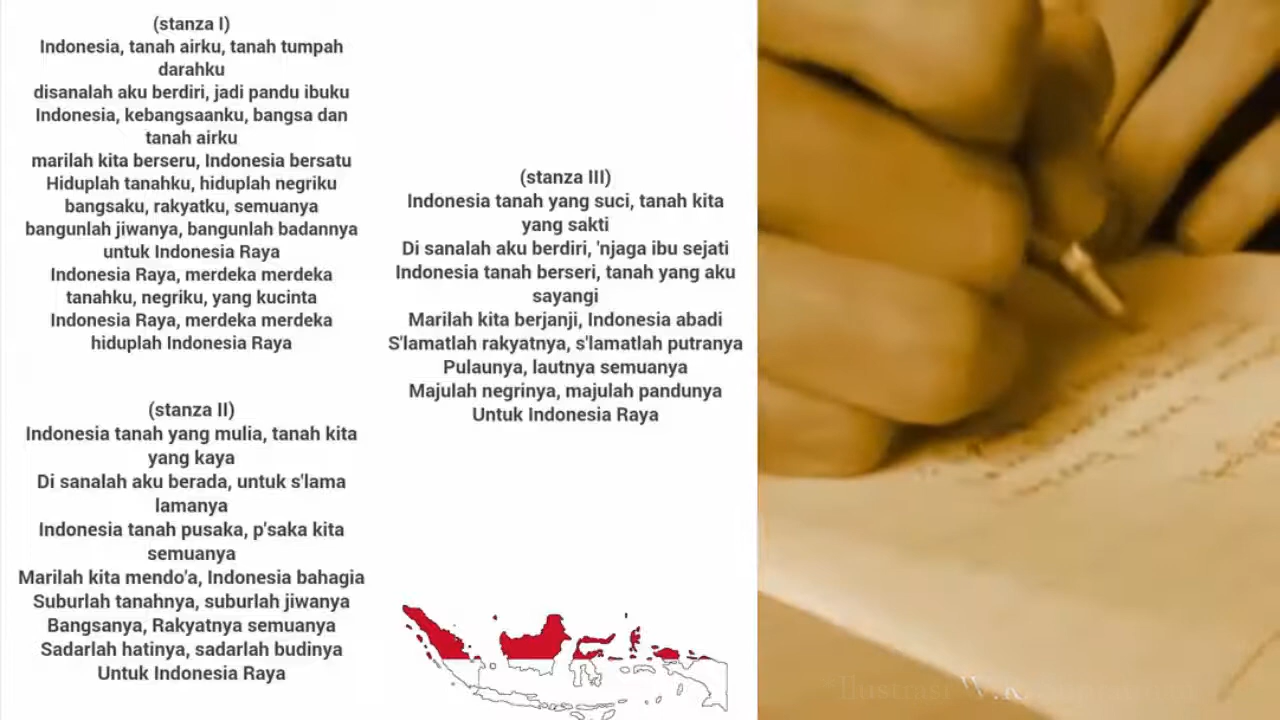 (stanza I)
Indonesia, tanah airku, tanah tumpah
darahku
disanalah aku berdiri, jadi pandu ibuku
Indonesia, kebangsaanku, bangsa dan
tanah airku
marilah kita berseru, Indonesia bersatu
Hiduplah tanahku, hiduplah negriku
bangsaku, rakyatku, semuanya
bangunlah jiwanya, bangunlah badannya
untuk Indonesia Raya
Indonesia Raya, merdeka merdeka
tanahku, negriku, yang kucinta
Indonesia Raya, merdeka merdeka
hiduplah Indonesia Raya
(stanza II)
Indonesia tanah yang mulia, tanah kita
yang kaya
Di sanalah aku berada, untuk s'lama
lamanya
Indonesia tanah pusaka, p'saka kita
semuanya
Marilah kita mendo'a, Indonesia bahagia
Suburlah tanahnya, suburlah jiwanya
Bangsanya, Rakyatnya semuanya
Sadarlah hatinya, sadarlah budinya
Untuk Indonesia Raya
(stanza III)
Indonesia tanah yang suci, tanah kita
yang sakti
Di sanalah aku berdiri, 'njaga ibu sejati
Indonesia tanah berseri, tanah yang aku
sayangi
Marilah kita berjanji, Indonesia abadi
S'lamatlah rakyatnya, s'lamatlah putranya
Pulaunya, lautnya semuanya
Majulah negrinya, majulah pandunya
Untuk Indonesia Raya
Ilustrasi W.